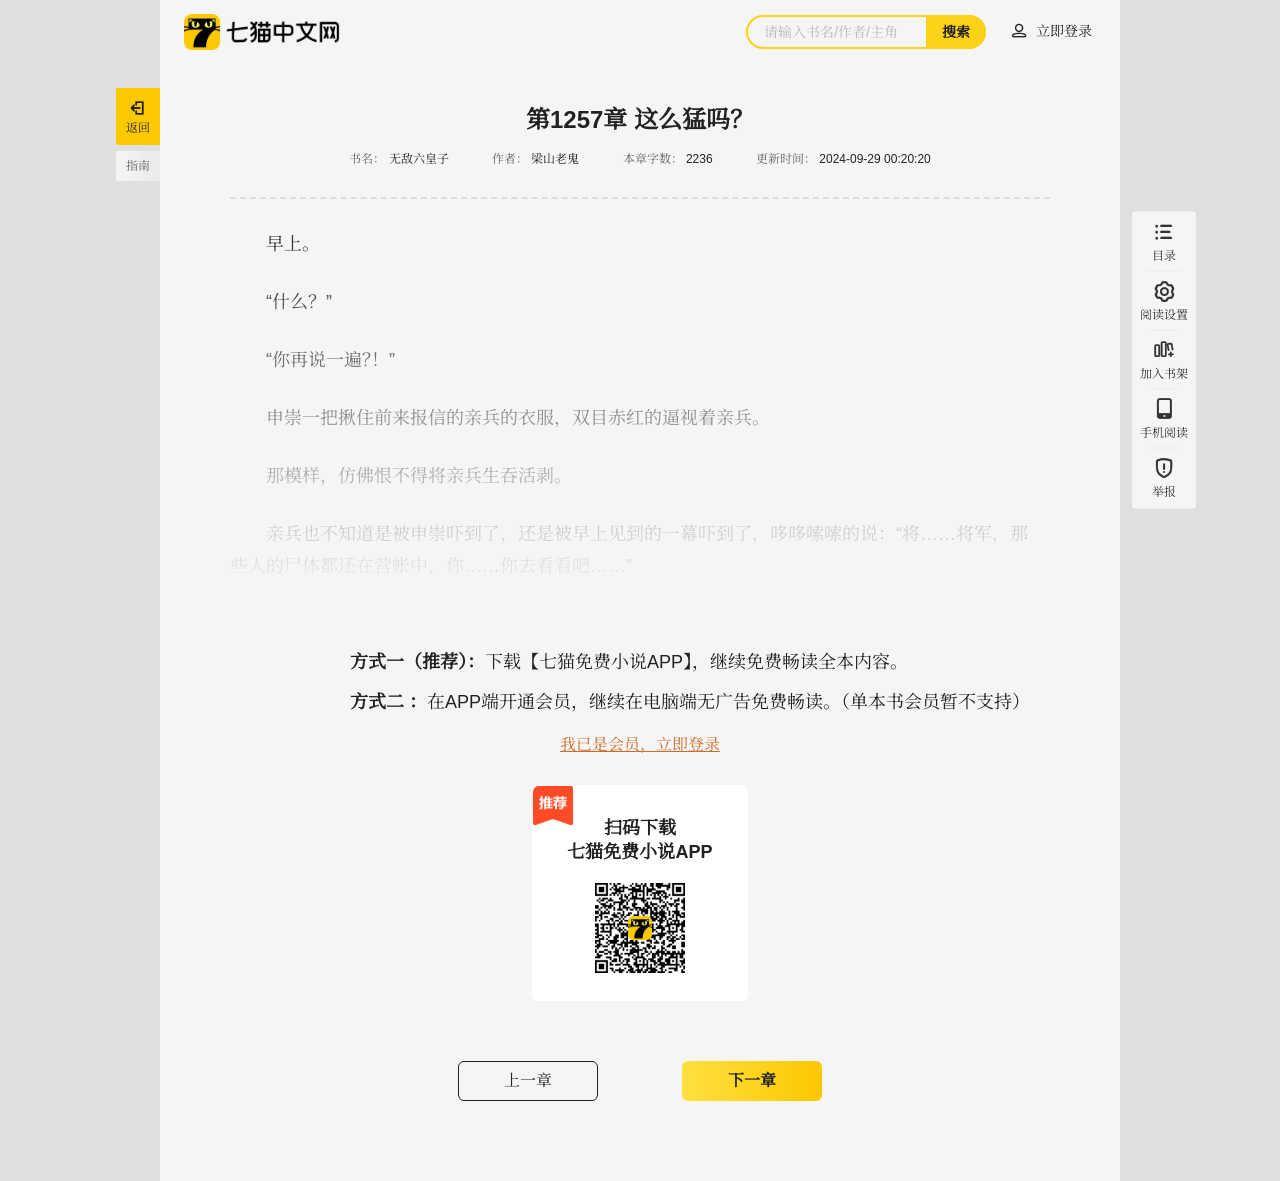 七猫中文网
请输入书名/作者/主角
搜索
立即登录
返回
指南
第1257章 这么猛吗?
书名： 无敌六皇子 作者： 梁山老鬼 本章字数： 2236 更新时间： 2024-09-29 00:20:20
早上。
“什么？”
“你再说一遍?！”
申崇一把揪住前来报信的亲兵的衣服，双目赤红的逼视着亲兵。
那模样，仿佛恨不得将亲兵生吞活剥。
亲兵也不知道是被申崇吓到了，还是被早上见到的一幕吓到了，哆哆嗦嗦的说：“将……将军，那
些人的尸体都还在营帐中，你……你去看看吧……”
目录
阅读设置
加入书架
手机阅读
举报
方式一（推荐）：下载【七猫免费小说APP】，继续免费畅读全本内容。
方式二 ：在APP端开通会员，继续在电脑端无广告免费畅读。（单本书会员暂不支持）
我已是会员，立即登录
推荐
扫码下载
七猫免费小说APP
上一章
下一章